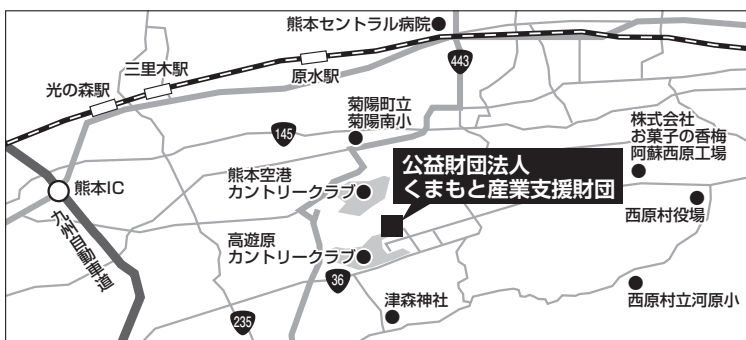 熊本セントラル病院
443
三里木駅
原水駅
光の森駅
145
菊陽町立
菊陽南小
株式会社
お菓子の香梅
阿蘇西原工場
公益財団法人
くまもと産業支援財団
熊本IC
熊本空港
カントリークラブ
九州自動車道
西原村役場
高遊原
カントリークラブ
36
西原村立河原小
津森神社
235